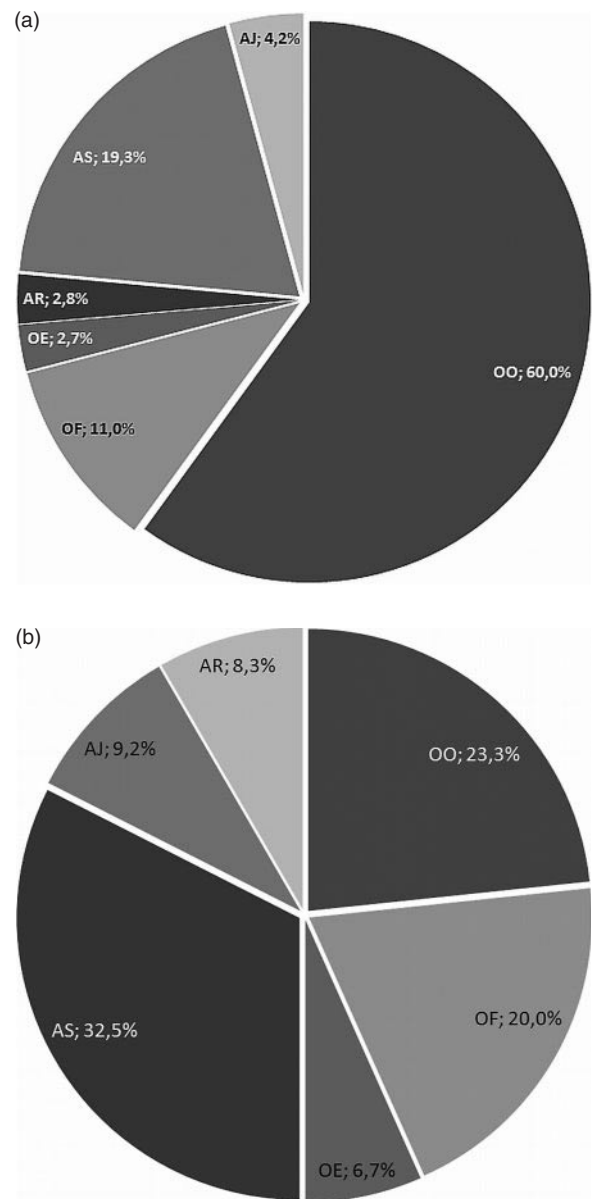 (a)
AJ; 4,2%
AS; 19,3%
AR; 2,8%
OE; 2,7%
OO; 60,0%
OF; 11,0%
(b)
AR; 8,3%
AJ; 9,2%
OO; 23,3%
OF; 20,0%
AS; 32,5%
OE; 6,7%